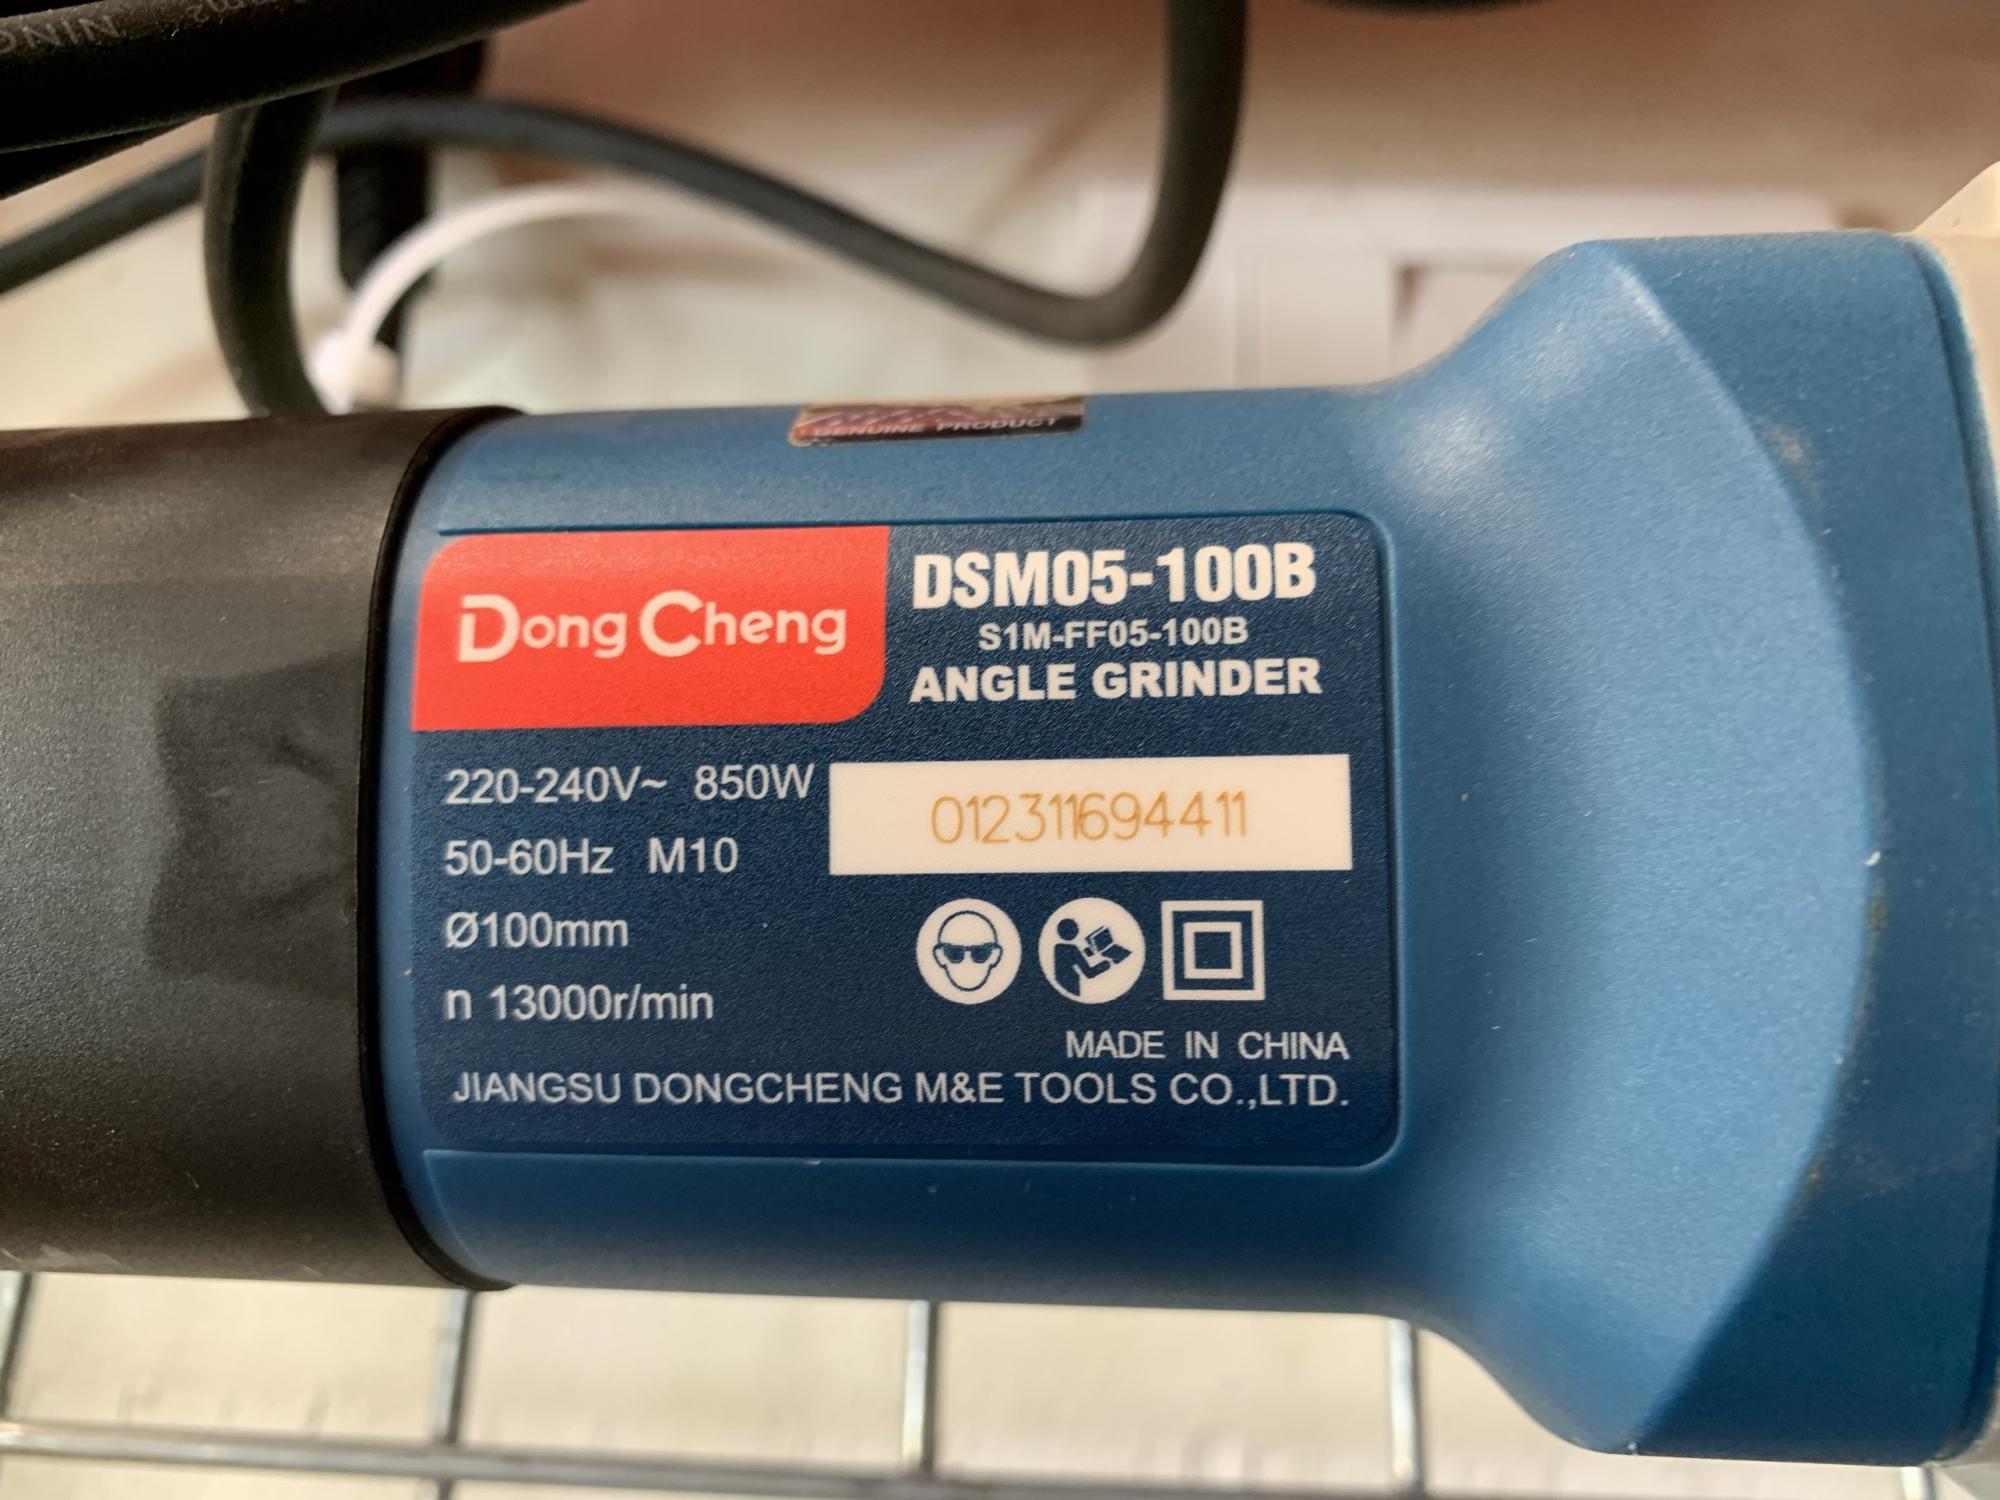 GENUINE PRODUCT
DongCheng
DSM05-100B
S1M-FF05-100B
ANGLE GRINDER
220-240V~ 850W
012311694411
50-60Hz M10
Ø100mm
n 13000r/min
MADE IN CHINA
JIANGSU DONGCHENG M&E TOOLS CO.,LTD.